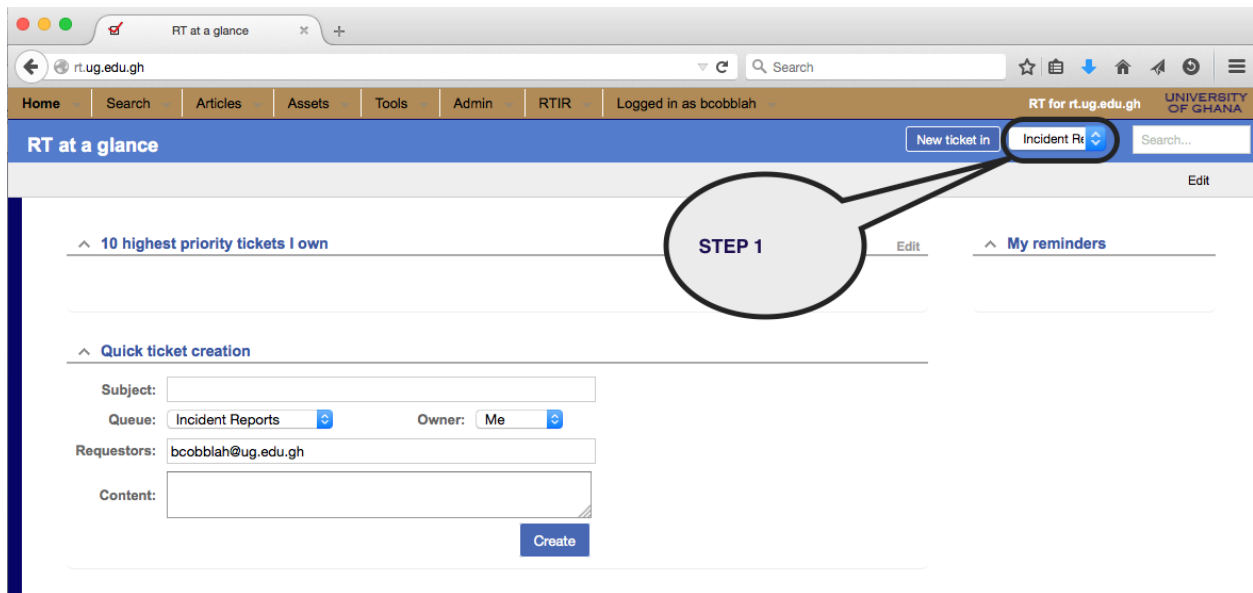 RT at a glance
rt.ug.edu.gh
Search
Home Search Articles Assets Tools Admin RTIR Logged in as bcobblah RT for rt.ug.edu.gh UNIVERSITY
OF GHANA
RT at a glance New ticket in Incident Re Search...
Edit
10 highest priority tickets I own Edit My reminders
STEP 1
Quick ticket creation
Subject:
Queue: Incident Reports Owner: Me
Requestors: bcobblah@ug.edu.gh
Content:
Create